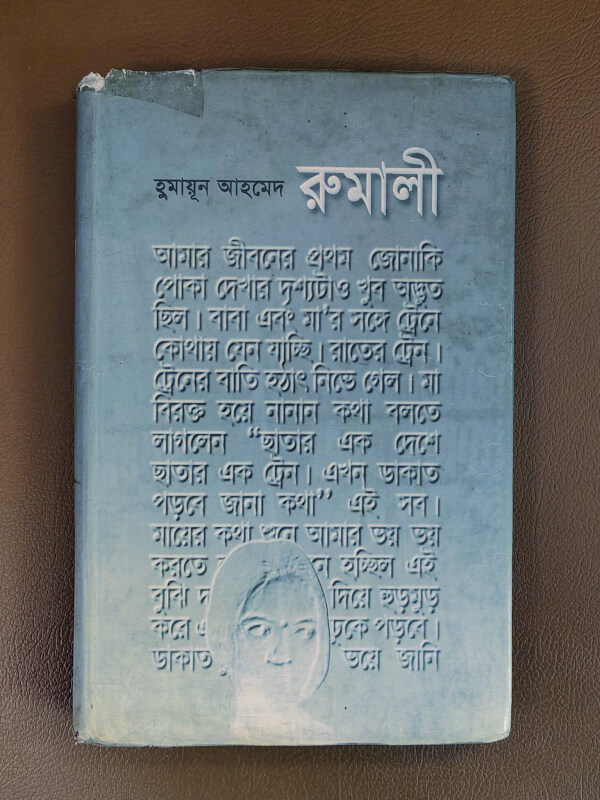 হুমায়ূন আহমেদ রুমালী
আমার জীবনের প্রথম জোনাকি
পোকা দেখার দৃশ্যটাও খুব অদ্ভুত
ছিল। বাবা এবং মা’র সঙ্গে ট্রেনে
কোথায় যেন যাচ্ছি। রাতের ট্রেন।
ট্রেনের বাতি হঠাৎ নিভে গেল। মা
বিরক্ত হয়ে নানান কথা বলতে
লাগলেন “ছাতার এক দেশে
ছাতার এক ট্রেন। এখন ডাকাত
পড়বে জানা কথা” এই সব।
মায়ের কথা শুনে আমার ভয় ভয়
করতে হচ্ছিল এই
বুঝি দিয়ে হুড়মুড়
করে ঢুকে পড়বে।
ডাকাত ভয়ে আমি